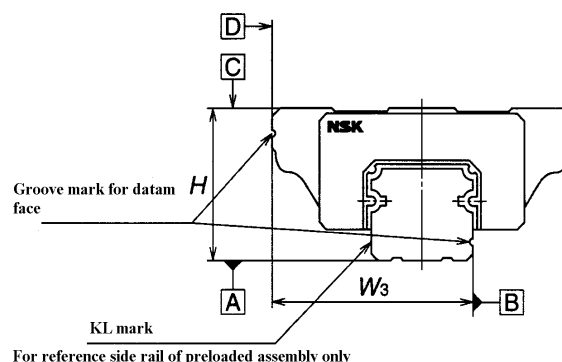 D
C
NSK
Groove mark for datam
face
H
A
W3
B
KL mark
For reference side rail of preloaded assembly only